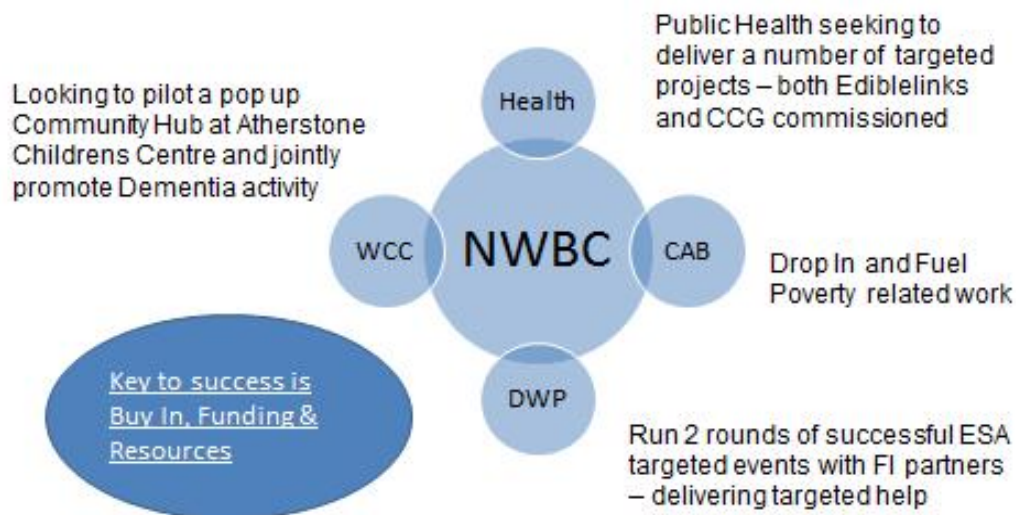 Public Health seeking to
deliver a number of targeted
projects – both Ediblelinks
and CCG commissioned
Health
Looking to pilot a pop up
Community Hub at Atherstone
Childrens Centre and jointly
promote Dementia activity
WCC
NWBC
CAB
Drop In and Fuel
Poverty related work
Key to success is
Buy In, Funding &
Resources
DWP
Run 2 rounds of successful ESA
targeted events with FI partners
– delivering targeted help